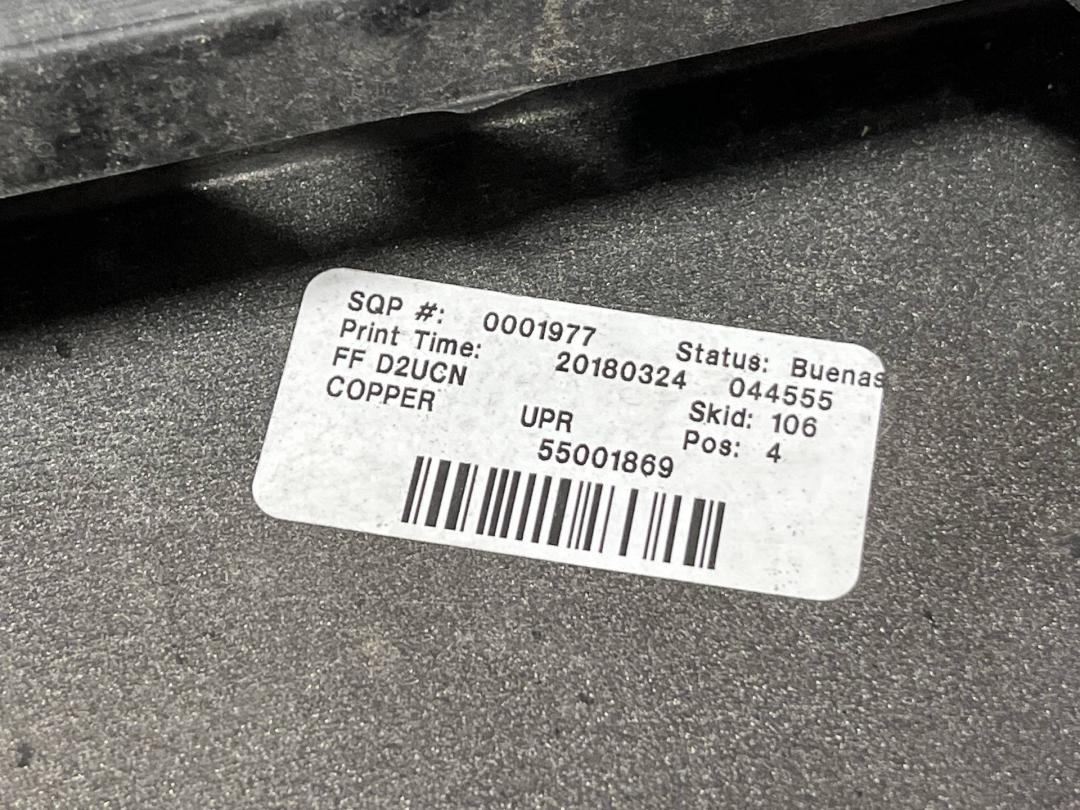 SQP #: 0001977 Status: Buenas
Print Time: 20180324 044555
FF D2UCN Skid: 106
COPPER UPR Pos: 4
55001869